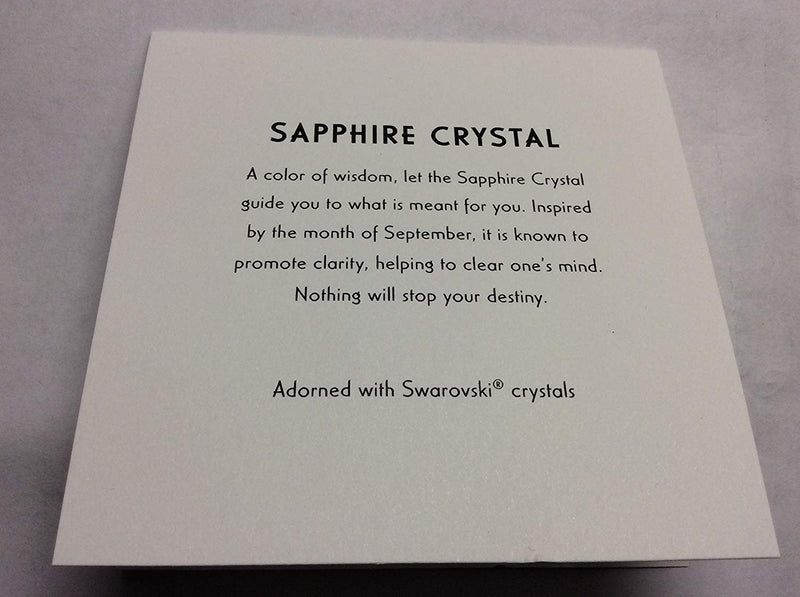 SAPPHIRE CRYSTAL
A color of wisdom, let the Sapphire Crystal
guide you to what is meant for you. Inspired
by the month of September, it is known to
promote clarity, helping to clear one's mind.
Nothing will stop your destiny.
Adorned with Swarovski® crystals